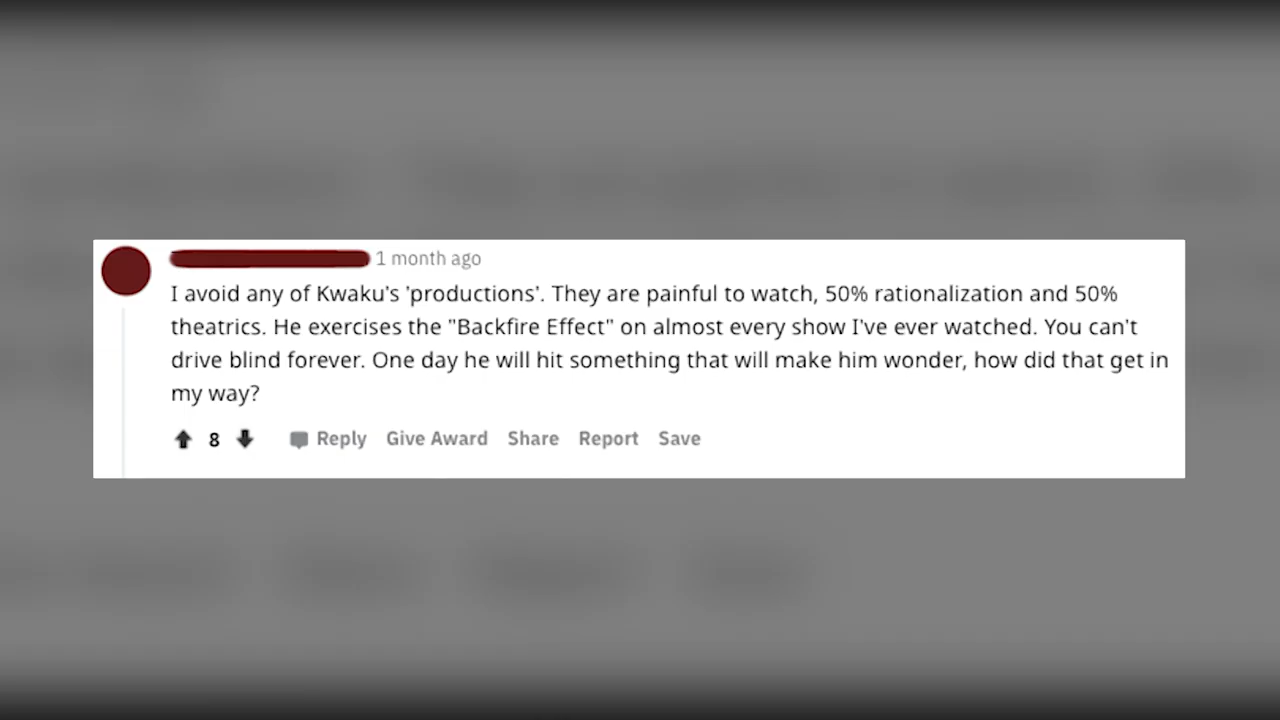 1 month ago
I avoid any of Kwaku's 'productions'. They are painful to watch, 50% rationalization and 50%
theatrics. He exercises the "Backfire Effect" on almost every show I've ever watched. You can't
drive blind forever. One day he will hit something that will make him wonder, how did that get in
my way?
8 Reply Give Award Share Report Save